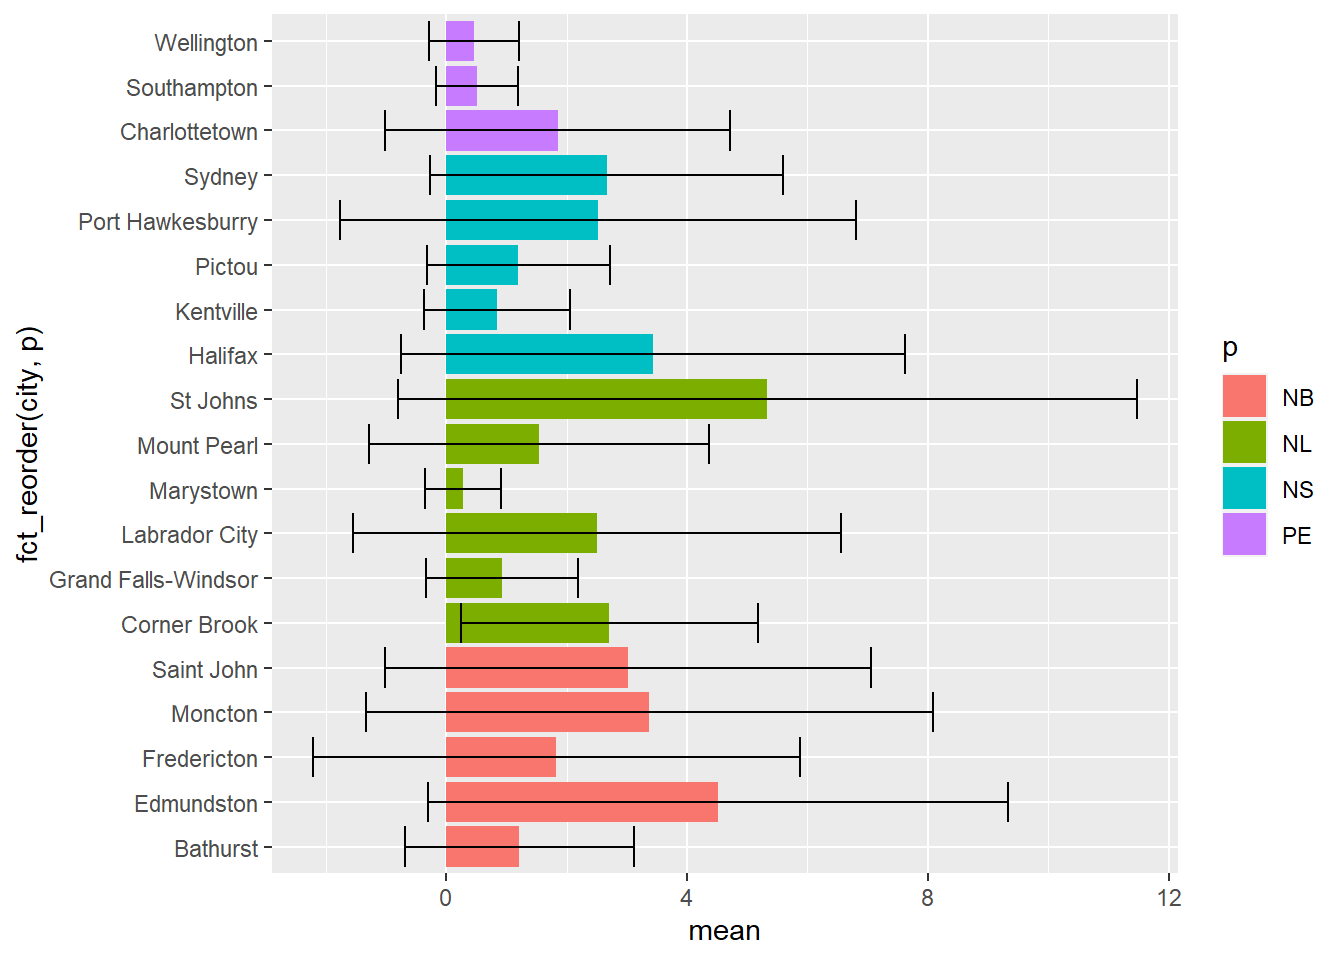 Wellington
Southampton
Charlottetown
Sydney
Port Hawkesburry
Pictou
Kentville
Halifax
St Johns
Mount Pearl
Marystown
Labrador City
Grand Falls-Windsor
Corner Brook
Saint John
Moncton
Fredericton
Edmundston
Bathurst
fct_reorder(city, p)
0 4 8 12
mean
p
NB
NL
NS
PE